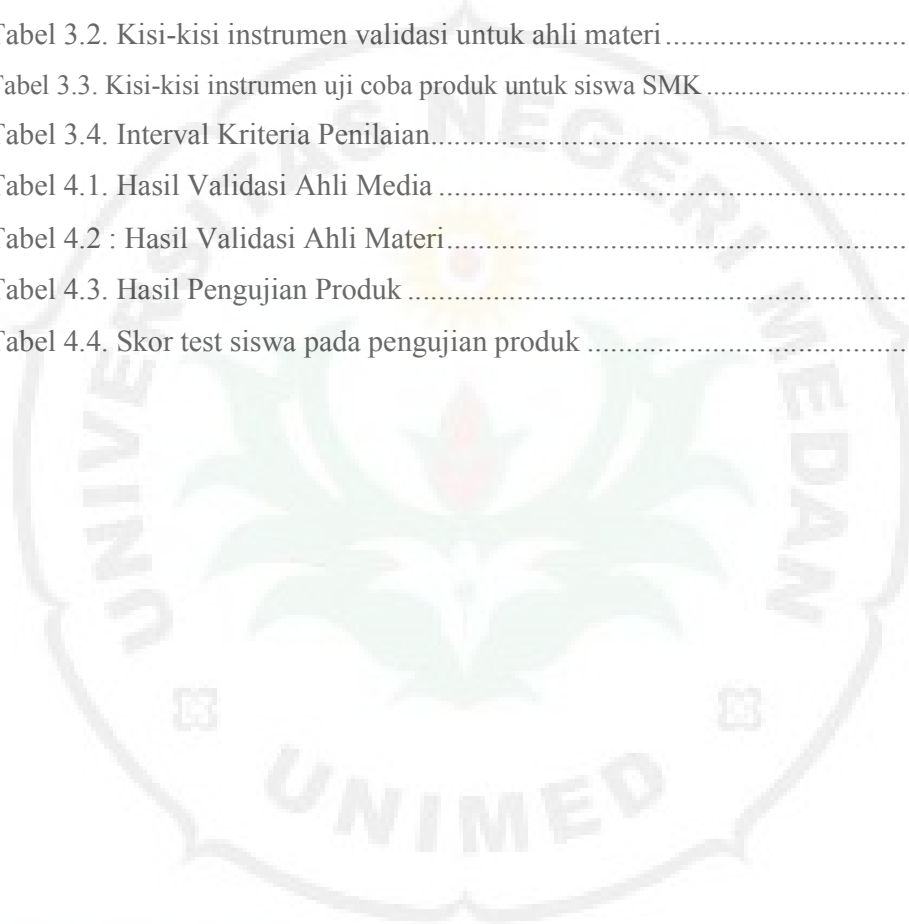 Tabel 3.2. Kisi-kisi instrumen validasi untuk ahli materi......................................
Tabel 3.3. Kisi-kisi instrumen uji coba produk untuk siswa SMK......................................
Tabel 3.4. Interval Kriteria Penilaian......................................................................
Tabel 4.1. Hasil Validasi Ahli Media......................................................................
Tabel 4.2 : Hasil Validasi Ahli Materi......................................................................
Tabel 4.3. Hasil Pengujian Produk..........................................................................
Tabel 4.4. Skor test siswa pada pengujian produk..................................................
UNIVERSITAS NEGERI MEDAN
UNIMED